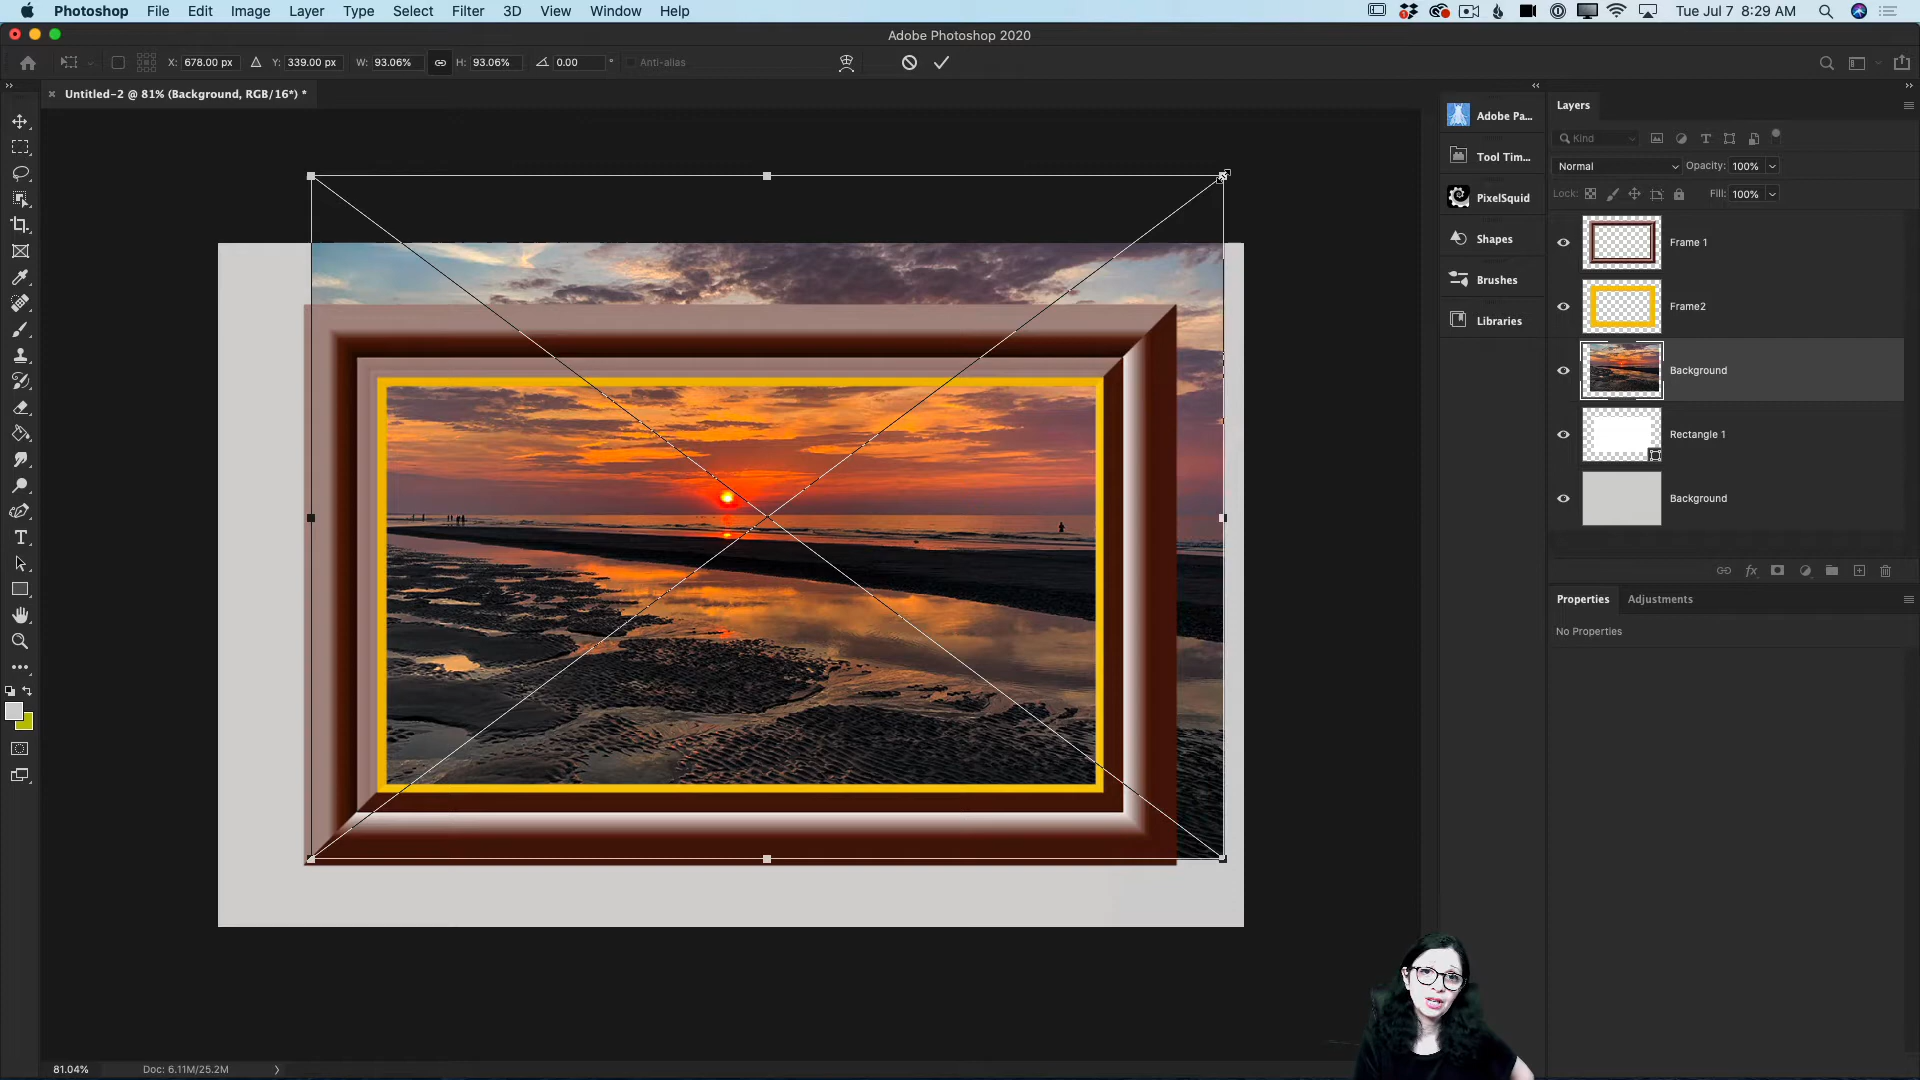 Photoshop File Edit Image Layer Type Select Filter 3D View Window Help
Tue Jul 7 8:29 AM
Adobe Photoshop 2020
X: 678.00 px Y: 339.00 px W: 93.06% H: 93.06% 0.00 ° Anti-alias
Untitled-2 @ 81% (Background, RGB/16*) *
Adobe Pa...
Tool Tim...
PixelSquid
Shapes
Brushes
Libraries
Layers
Kind
Normal Opacity: 100%
Lock: Fill: 100%
Frame 1
Frame2
Background
Rectangle 1
Background
fx
Properties Adjustments
No Properties
81.04% Doc: 6.11M/25.2M